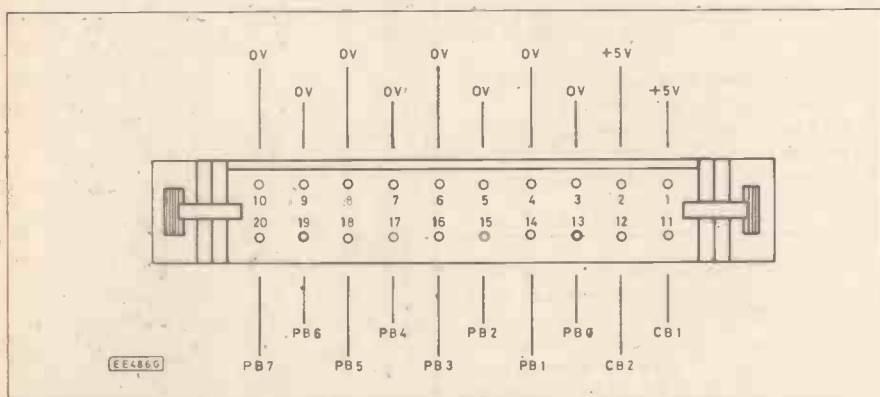 0V 0V 0V 0V +5V
0V 0V 0V 0V +5V
10 9 8 7 6 5 4 3 2 1
20 19 18 17 16 15 14 13 12 11
PB6 PB4 PB2 PB0 CB1
PB7 PB5 PB3 PB1 CB2
EE486G